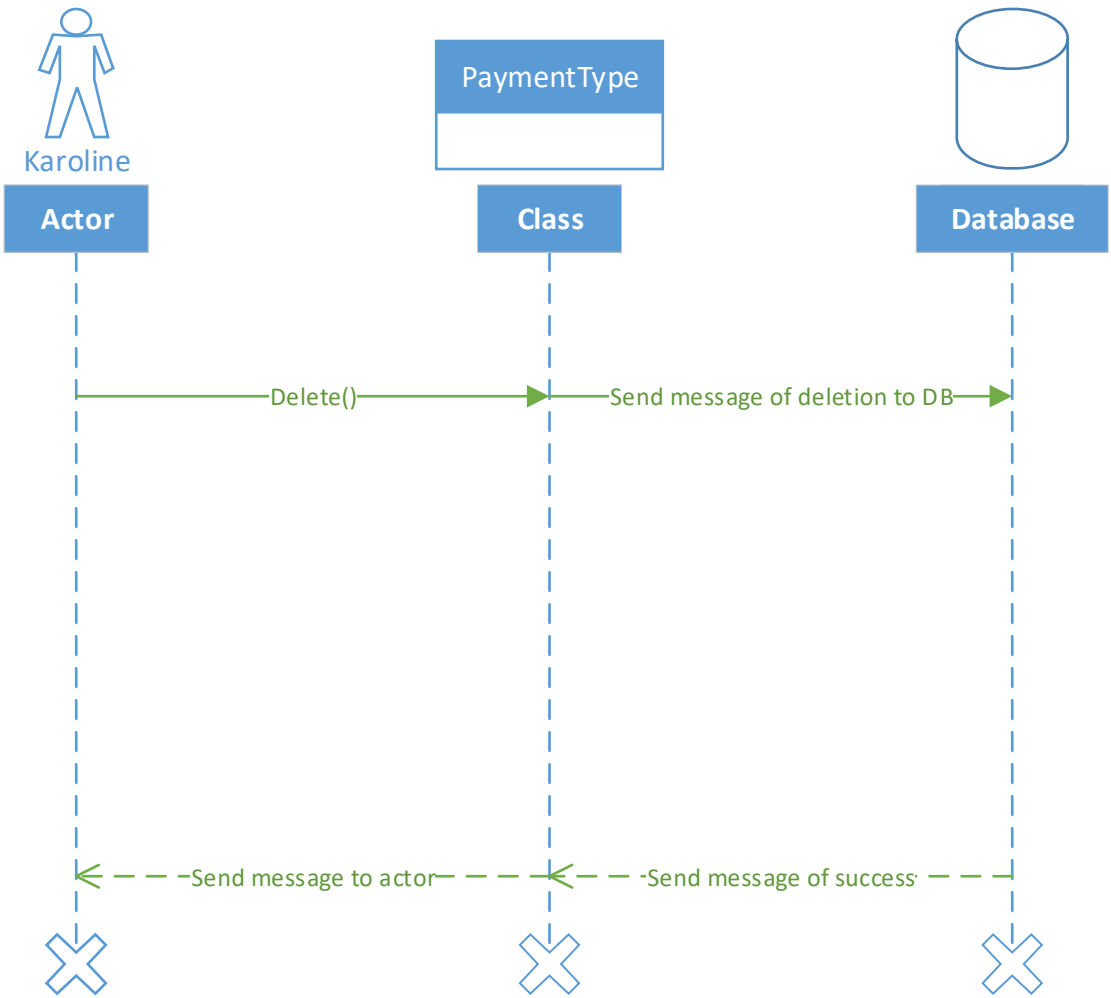 PaymentType
Karoline
Actor
Class
Database
Delete()
Send message of deletion to DB
Send message to actor
Send message of success